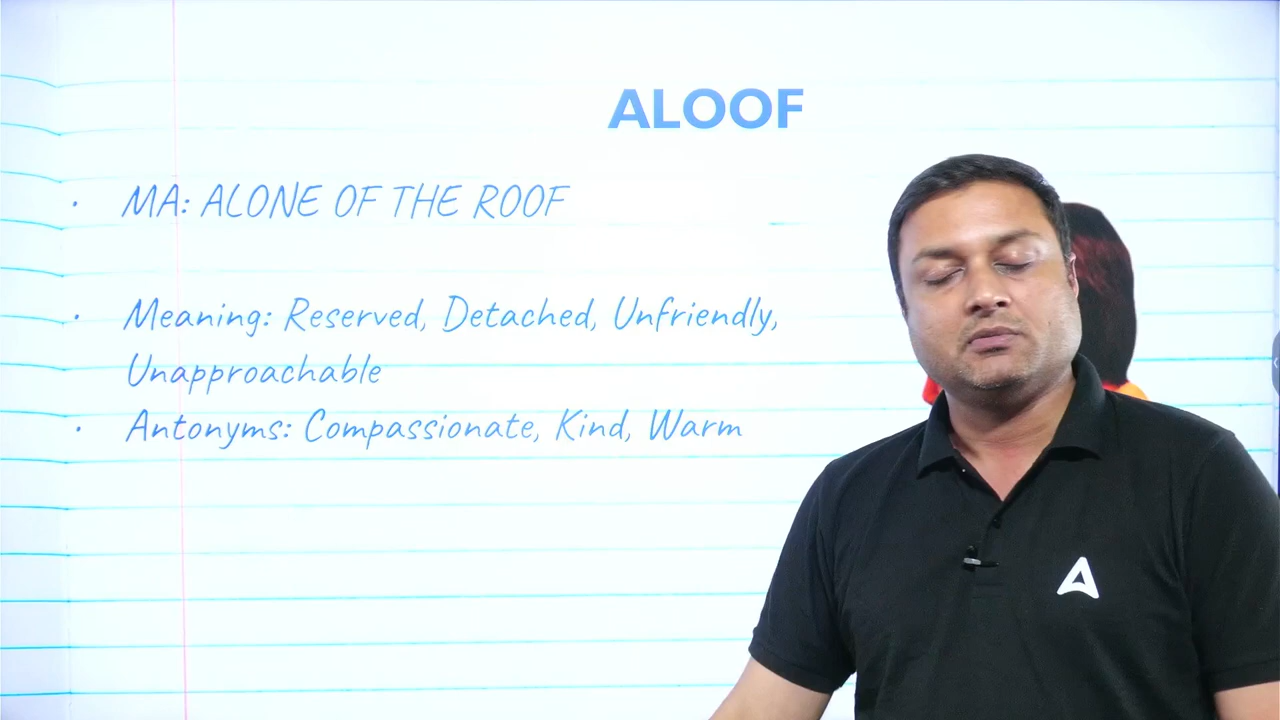 ALOOF
· MA: ALONE OF THE ROOF
· Meaning: Reserved, Detached, Unfriendly,
Unapproachable
· Antonyms: Compassionate, Kind, Warm